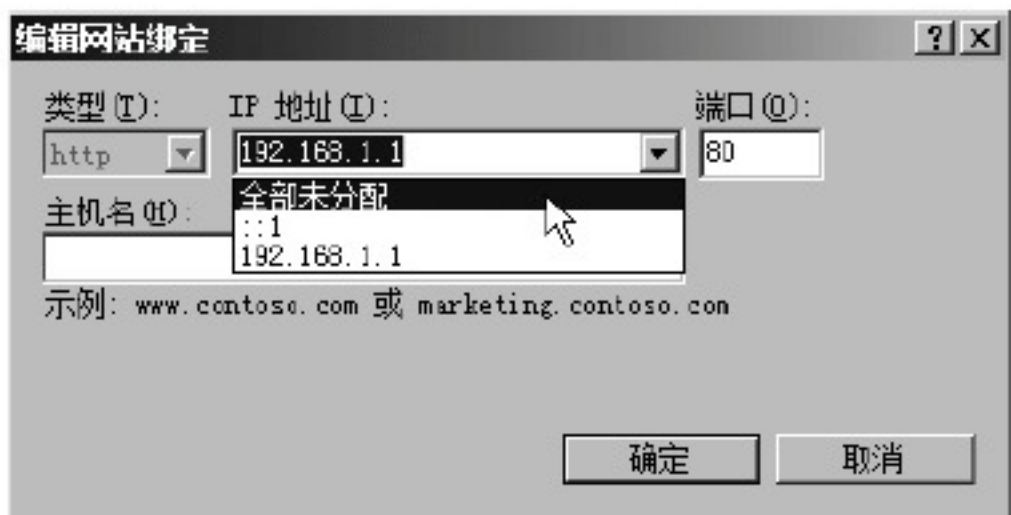 编辑网站绑定
类型(T): IP 地址(I): 端口(O):
http 192.168.1.1 80
全部未分配
主机名(H):
::1
192.168.1.1
示例: www.contoso.com 或 marketing.contoso.com
确定 取消